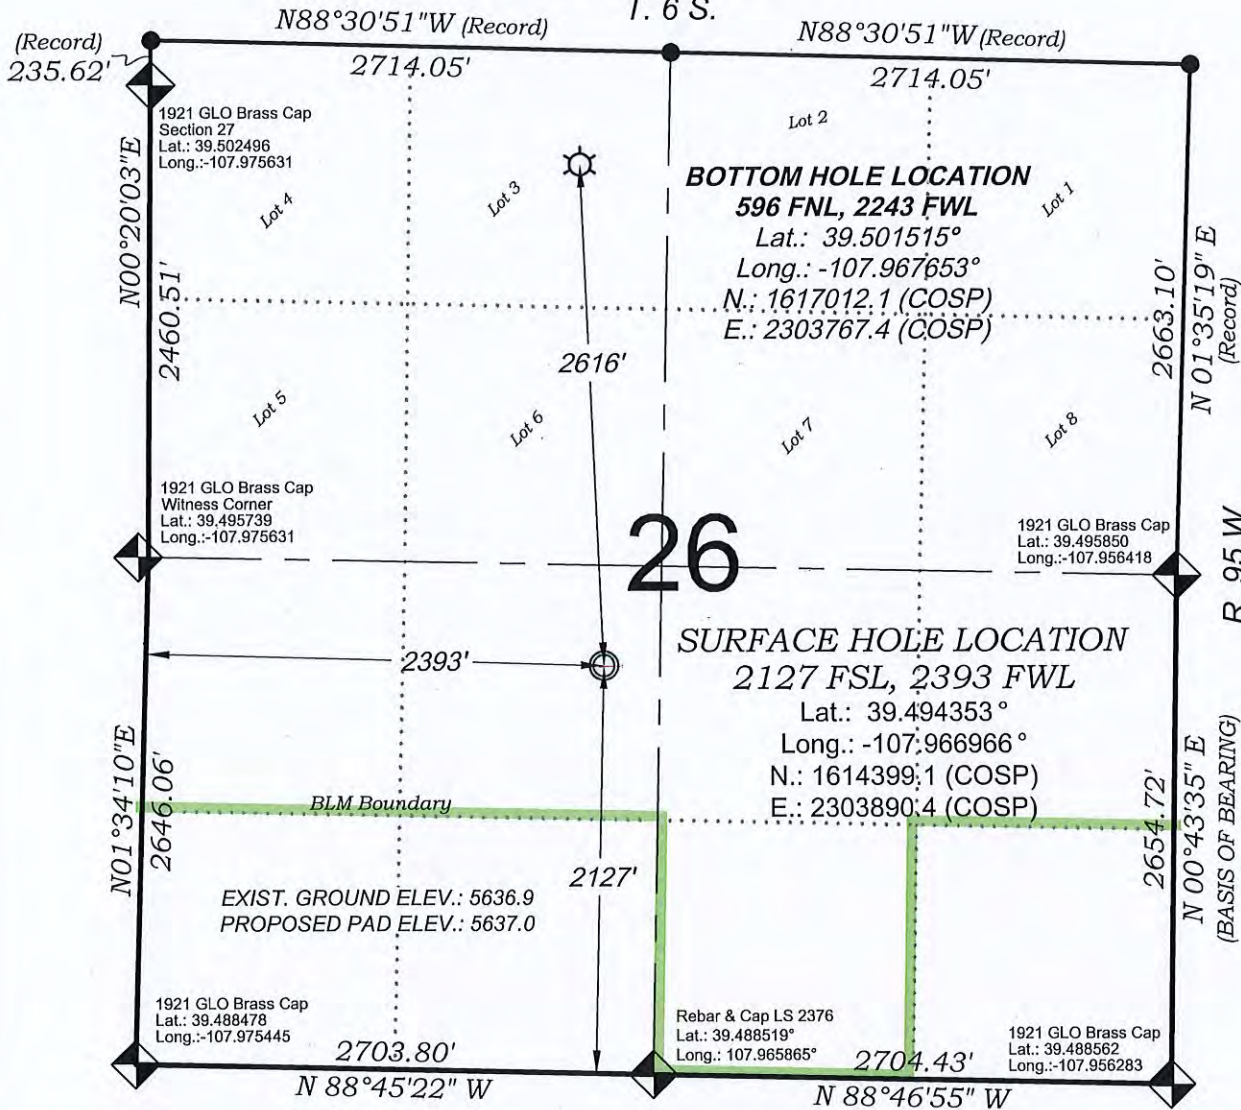 T. 6 S.
N88°30'51"W (Record)
N88°30'51"W (Record)
(Record)
235.62'
2714.05'
2714.05'
1921 GLO Brass Cap
Section 27
Lat.: 39.502496
Long.:-107.975631
Lot 2
N00°20'03"E
2460.51'
Lot 4
Lot 3
BOTTOM HOLE LOCATION
596 FNL, 2243 FWL
Lat.: 39.501515°
Long.: -107.967653°
N.: 1617012.1 (COSP)
E.: 2303767.4 (COSP)
Lot 1
2663.10'
N 01°35'19" E
(Record)
2616'
Lot 5
Lot 6
Lot 7
Lot 8
1921 GLO Brass Cap
Witness Corner
Lat.: 39.495739
Long.:-107.975631
26
1921 GLO Brass Cap
Lat.: 39.495850
Long.:-107.956418
R. 95 W.
2393'
SURFACE HOLE LOCATION
2127 FSL, 2393 FWL
Lat.: 39.494353°
Long.: -107.966966°
N.: 1614399.1 (COSP)
E.: 2303890.4 (COSP)
N01°34'10"E
2646.06'
BLM Boundary
2654.72'
N 00°43'35" E
(BASIS OF BEARING)
2127'
EXIST. GROUND ELEV.: 5636.9
PROPOSED PAD ELEV.: 5637.0
1921 GLO Brass Cap
Lat.: 39.488478
Long.:-107.975445
Rebar & Cap LS 2376
Lat.: 39.488519°
Long.: 107.965865°
1921 GLO Brass Cap
Lat.: 39.488562
Long.:-107.956283
2703.80'
2704.43'
N 88°45'22" W
N 88°46'55" W